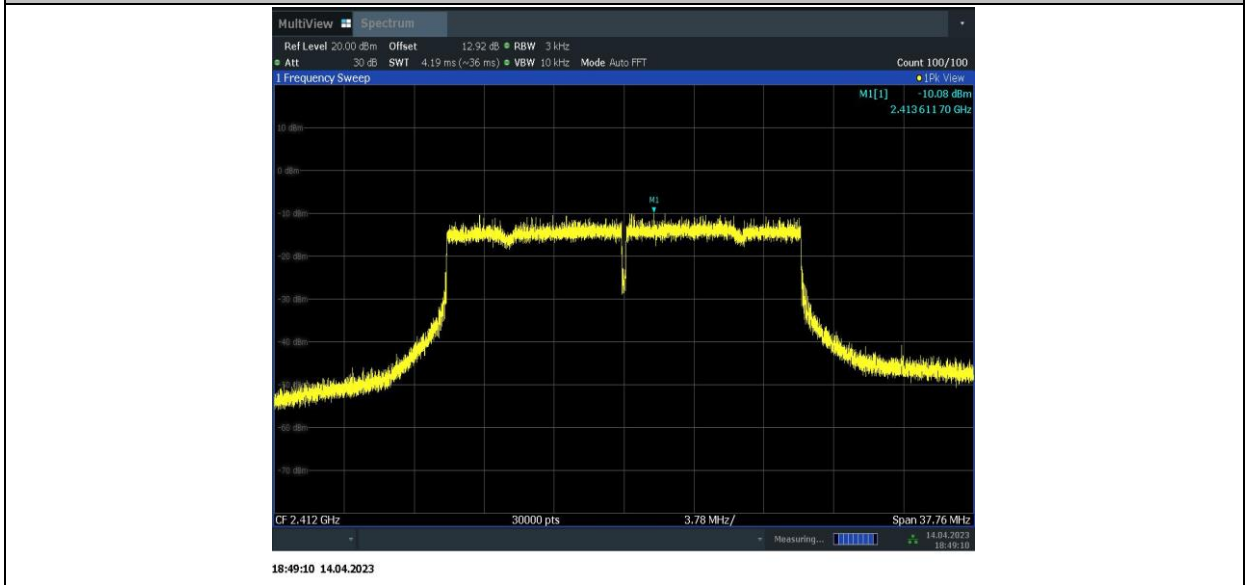 MultiView Spectrum
Ref Level 20.00 dBm Offset 12.92 dB RBW 3 kHz
Att 30 dB SWT 4.19 ms (~36 ms) VBW 10 kHz Mode Auto FFT Count 100/100
1 Frequency Sweep 1Pk View
M1[1] -10.08 dBm
2.41361170 GHz
10 dBm
0 dBm
M1
-10 dBm
-20 dBm
-30 dBm
-40 dBm
-60 dBm
-70 dBm
CF 2.412 GHz 30000 pts 3.78 MHz/ Span 37.76 MHz
Measuring... 14.04.2023
18:49:10
18:49:10 14.04.2023